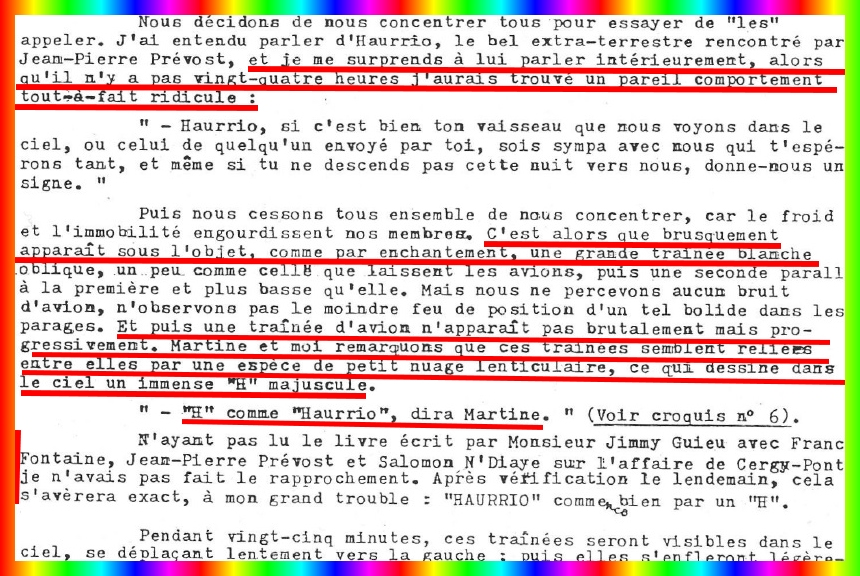 Nous décidons de nous concentrer tous pour essayer de "les"
appeler. J'ai entendu parler d'Haurrio, le bel extra-terrestre rencontré par
Jean-Pierre Prévost, et je me surprends à lui parler intérieurement, alors
qu'il n'y a pas vingt-quatre heures j'aurais trouvé un pareil comportement
tout-à-fait ridicule :
" - Haurrio, si c'est bien ton vaisseau que nous voyons dans le
ciel, ou celui de quelqu'un envoyé par toi, sois sympa avec nous qui t'espé-
rons tant, et même si tu ne descends pas cette nuit vers nous, donne-nous un
signe. "
Puis nous cessons tous ensemble de nous concentrer, car le froid
et l'immobilité engourdissent nos membres. C'est alors que brusquement
apparaît sous l'objet, comme par enchantement, une grande traînée blanche
oblique, un peu comme celle que laissent les avions, puis une seconde parall
à la première et plus basse qu'elle. Mais nous ne percevons aucun bruit
d'avion, n'observons pas le moindre feu de position d'un tel bolide dans les
parages. Et puis une traînée d'avion n'apparaît pas brutalement mais pro-
gressivement. Martine et moi remarquons que ces traînées semblent reliées
entre elles par une espèce de petit nuage lenticulaire, ce qui dessine dans
le ciel un immense "H" majuscule.
" - "H" comme "Haurrio", dira Martine. " (Voir croquis n° 6).
N'ayant pas lu le livre écrit par Monsieur Jimmy Guieu avec Franc
Fontaine, Jean-Pierre Prévost et Salomon N'Diaye sur l'affaire de Cergy-Pont
je n'avais pas fait le rapprochement. Après vérification le lendemain, cela
s'avèrera exact, à mon grand trouble : "HAURRIO" commence bien par un "H".
Pendant vingt-cinq minutes, ces traînées seront visibles dans le
ciel, se déplaçant lentement vers la gauche ; puis elles s'enfleront légère-